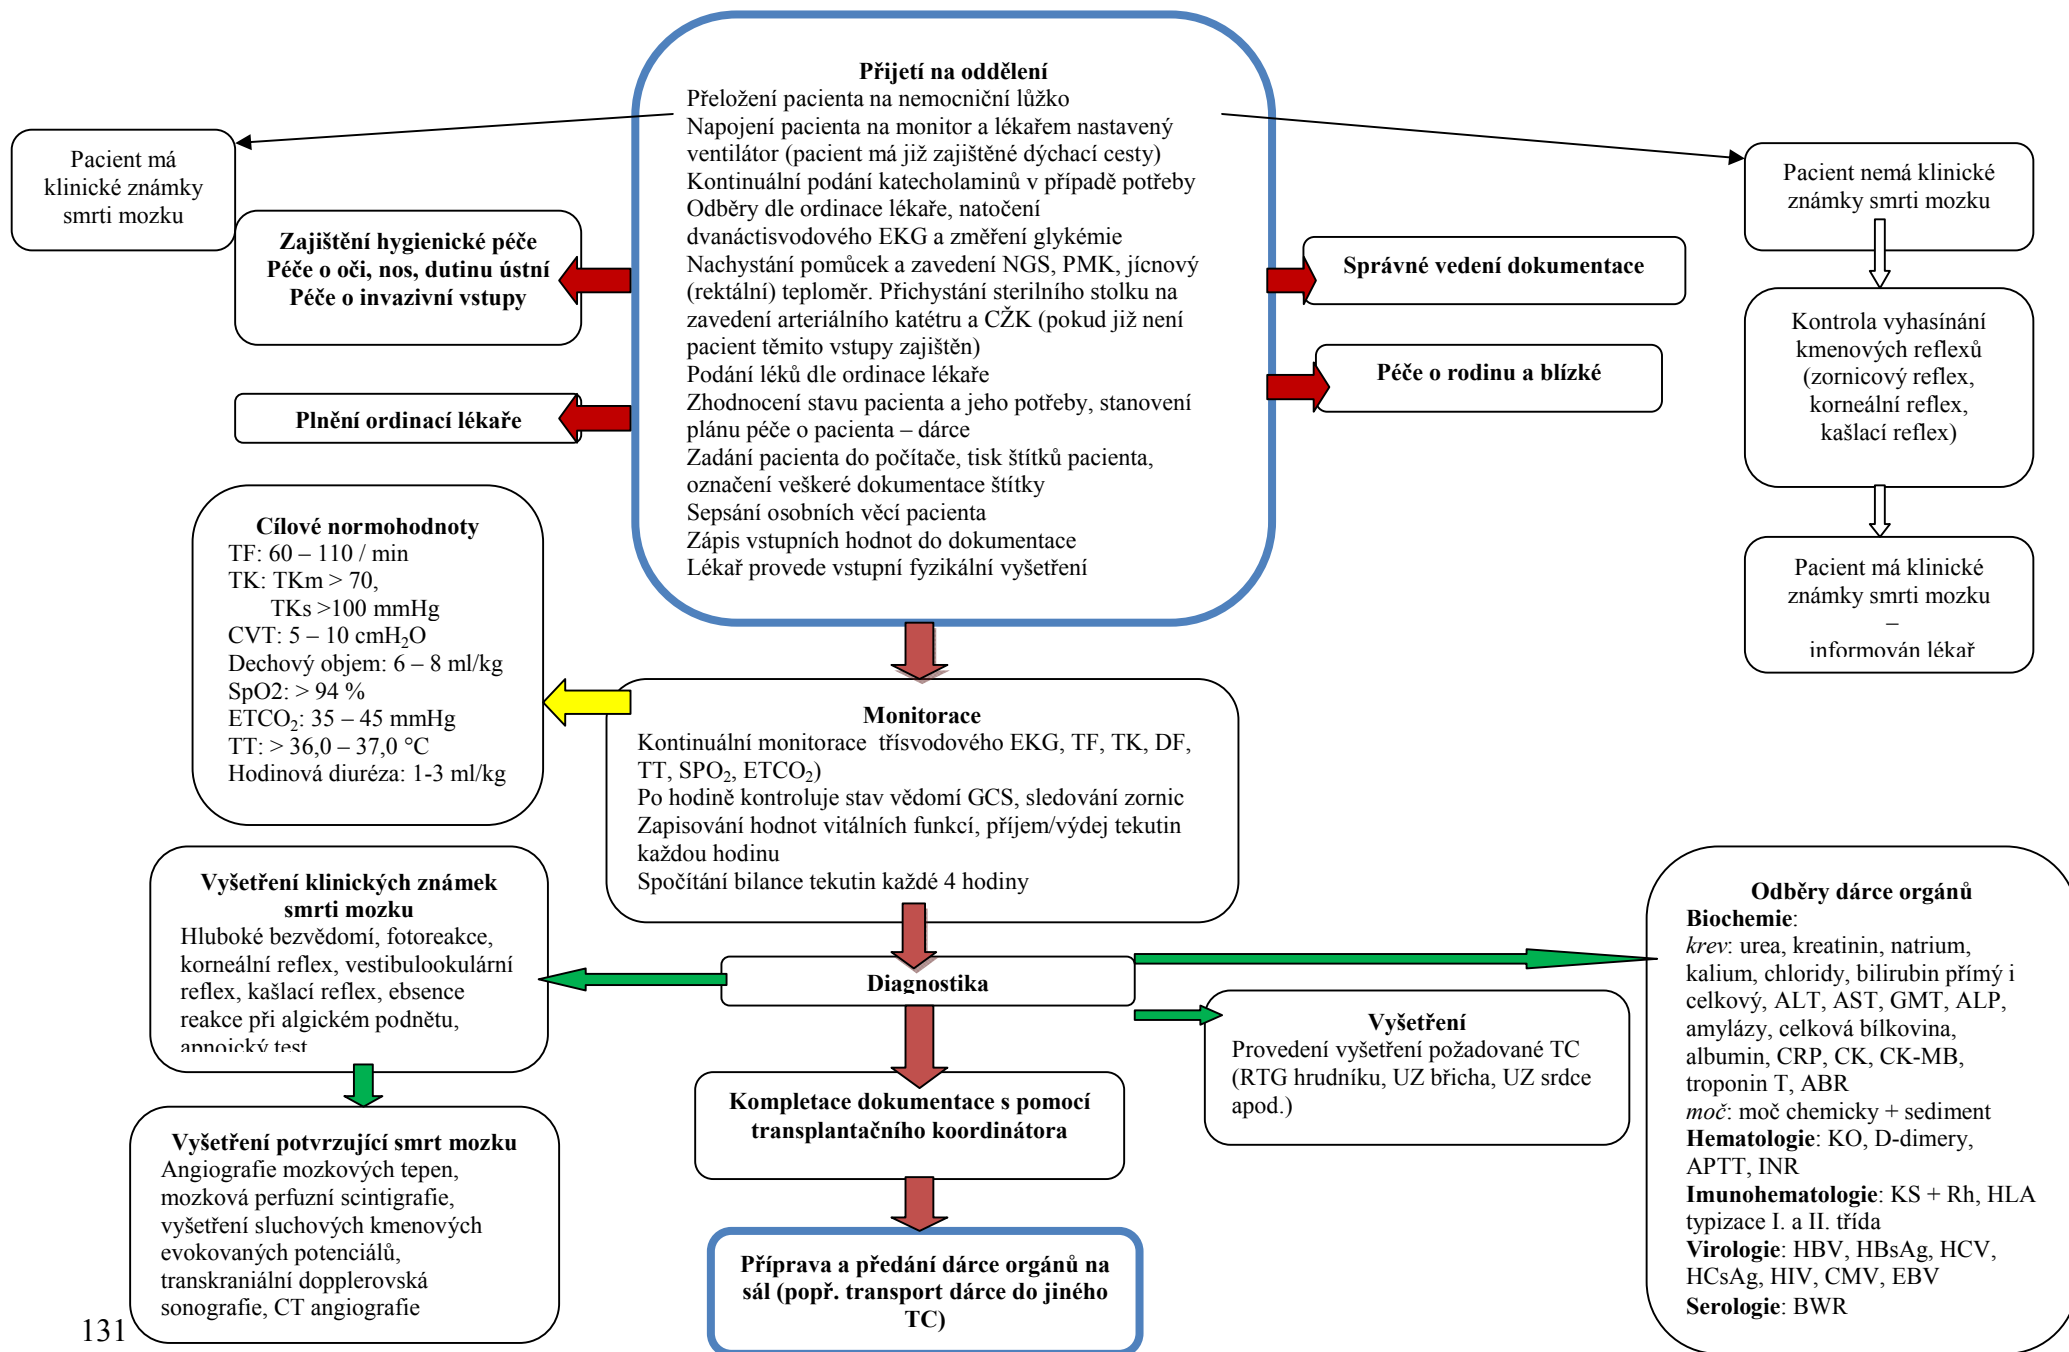 Přijetí na oddělení
Přeložení pacienta na nemocniční lůžko
Napojení pacienta na monitor a lékařem nastavený
ventilátor (pacient má již zajištěné dýchací cesty)
Kontinuální podání katecholaminů v případě potřeby
Odběry dle ordinace lékaře, natočení
dvanáctisvodového EKG a změření glykémie
Nachystání pomůcek a zavedení NGS, PMK, jícnový
(rektální) teploměr. Přichystání sterilního stolku na
zavedení arteriálního katétru a CŽK (pokud již není
pacient těmito vstupy zajištěn)
Podání léků dle ordinace lékaře
Zhodnocení stavu pacienta a jeho potřeby, stanovení
plánu péče o pacienta – dárce
Zadání pacienta do počítače, tisk štítků pacienta,
označení veškeré dokumentace štítky
Sepsání osobních věcí pacienta
Zápis vstupních hodnot do dokumentace
Lékař provede vstupní fyzikální vyšetření
Pacient má
klinické známky
smrti mozku
Zajištění hygienické péče
Péče o oči, nos, dutinu ústní
Péče o invazivní vstupy
Plnění ordinací lékaře
Pacient nemá klinické
známky smrti mozku
Správné vedení dokumentace
Péče o rodinu a blízké
Kontrola vyhasínání
kmenových reflexů
(zornicový reflex,
korneální reflex,
kašlací reflex)
Pacient má klinické
známky smrti mozku
–
informován lékař
Cílové normohodnoty
TF: 60 – 110 / min
TK: TKm > 70,
TKs >100 mmHg
CVT: 5 – 10 cmH₂O
Dechový objem: 6 – 8 ml/kg
SpO2: > 94 %
ETCO₂: 35 – 45 mmHg
TT: > 36,0 – 37,0 °C
Hodinová diuréza: 1-3 ml/kg
Monitorace
Kontinuální monitorace  třísvodového EKG, TF, TK, DF,
TT, SPO₂, ETCO₂)
Po hodině kontroluje stav vědomí GCS, sledování zornic
Zapisování hodnot vitálních funkcí, příjem/výdej tekutin
každou hodinu
Spočítání bilance tekutin každé 4 hodiny
Vyšetření klinických známek
smrti mozku
Hluboké bezvědomí, fotoreakce,
korneální reflex, vestibulookulární
reflex, kašlací reflex, ebsence
reakce při algickém podnětu,
apnoický test
Diagnostika
Vyšetření
Provedení vyšetření požadované TC
(RTG hrudníku, UZ břicha, UZ srdce
apod.)
Odběry dárce orgánů
Biochemie:
krev: urea, kreatinin, natrium,
kalium, chloridy, bilirubin přímý i
celkový, ALT, AST, GMT, ALP,
amylázy, celková bílkovina,
albumin, CRP, CK, CK-MB,
troponin T, ABR
moč: moč chemicky + sediment
Hematologie: KO, D-dimery,
APTT, INR
Imunohematologie: KS + Rh, HLA
typizace I. a II. třída
Virologie: HBV, HBsAg, HCV,
HCsAg, HIV, CMV, EBV
Serologie: BWR
Vyšetření potvrzující smrt mozku
Angiografie mozkových tepen,
mozková perfuzní scintigrafie,
vyšetření sluchových kmenových
evokovaných potenciálů,
transkraniální dopplerovská
sonografie, CT angiografie
Kompletace dokumentace s pomocí
transplantačního koordinátora
Příprava a předání dárce orgánů na
sál (popř. transport dárce do jiného
TC)
131